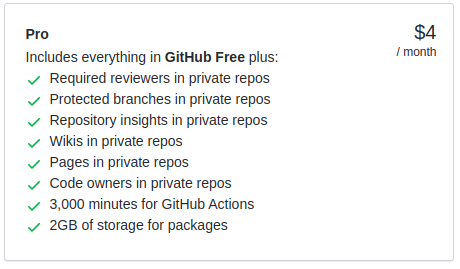 Pro
$4
/ month
Includes everything in GitHub Free plus:
Required reviewers in private repos
Protected branches in private repos
Repository insights in private repos
Wikis in private repos
Pages in private repos
Code owners in private repos
3,000 minutes for GitHub Actions
2GB of storage for packages